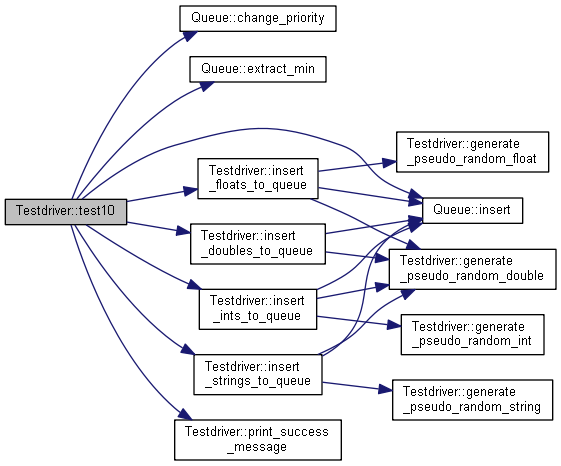 Queue::change_priority
Queue::extract_min
Testdriver::generate
_pseudo_random_float
Testdriver::insert
_floats_to_queue
Testdriver::test10
Queue::insert
Testdriver::insert
_doubles_to_queue
Testdriver::generate
_pseudo_random_double
Testdriver::insert
_ints_to_queue
Testdriver::generate
_pseudo_random_int
Testdriver::insert
_strings_to_queue
Testdriver::generate
_pseudo_random_string
Testdriver::print_success
_message